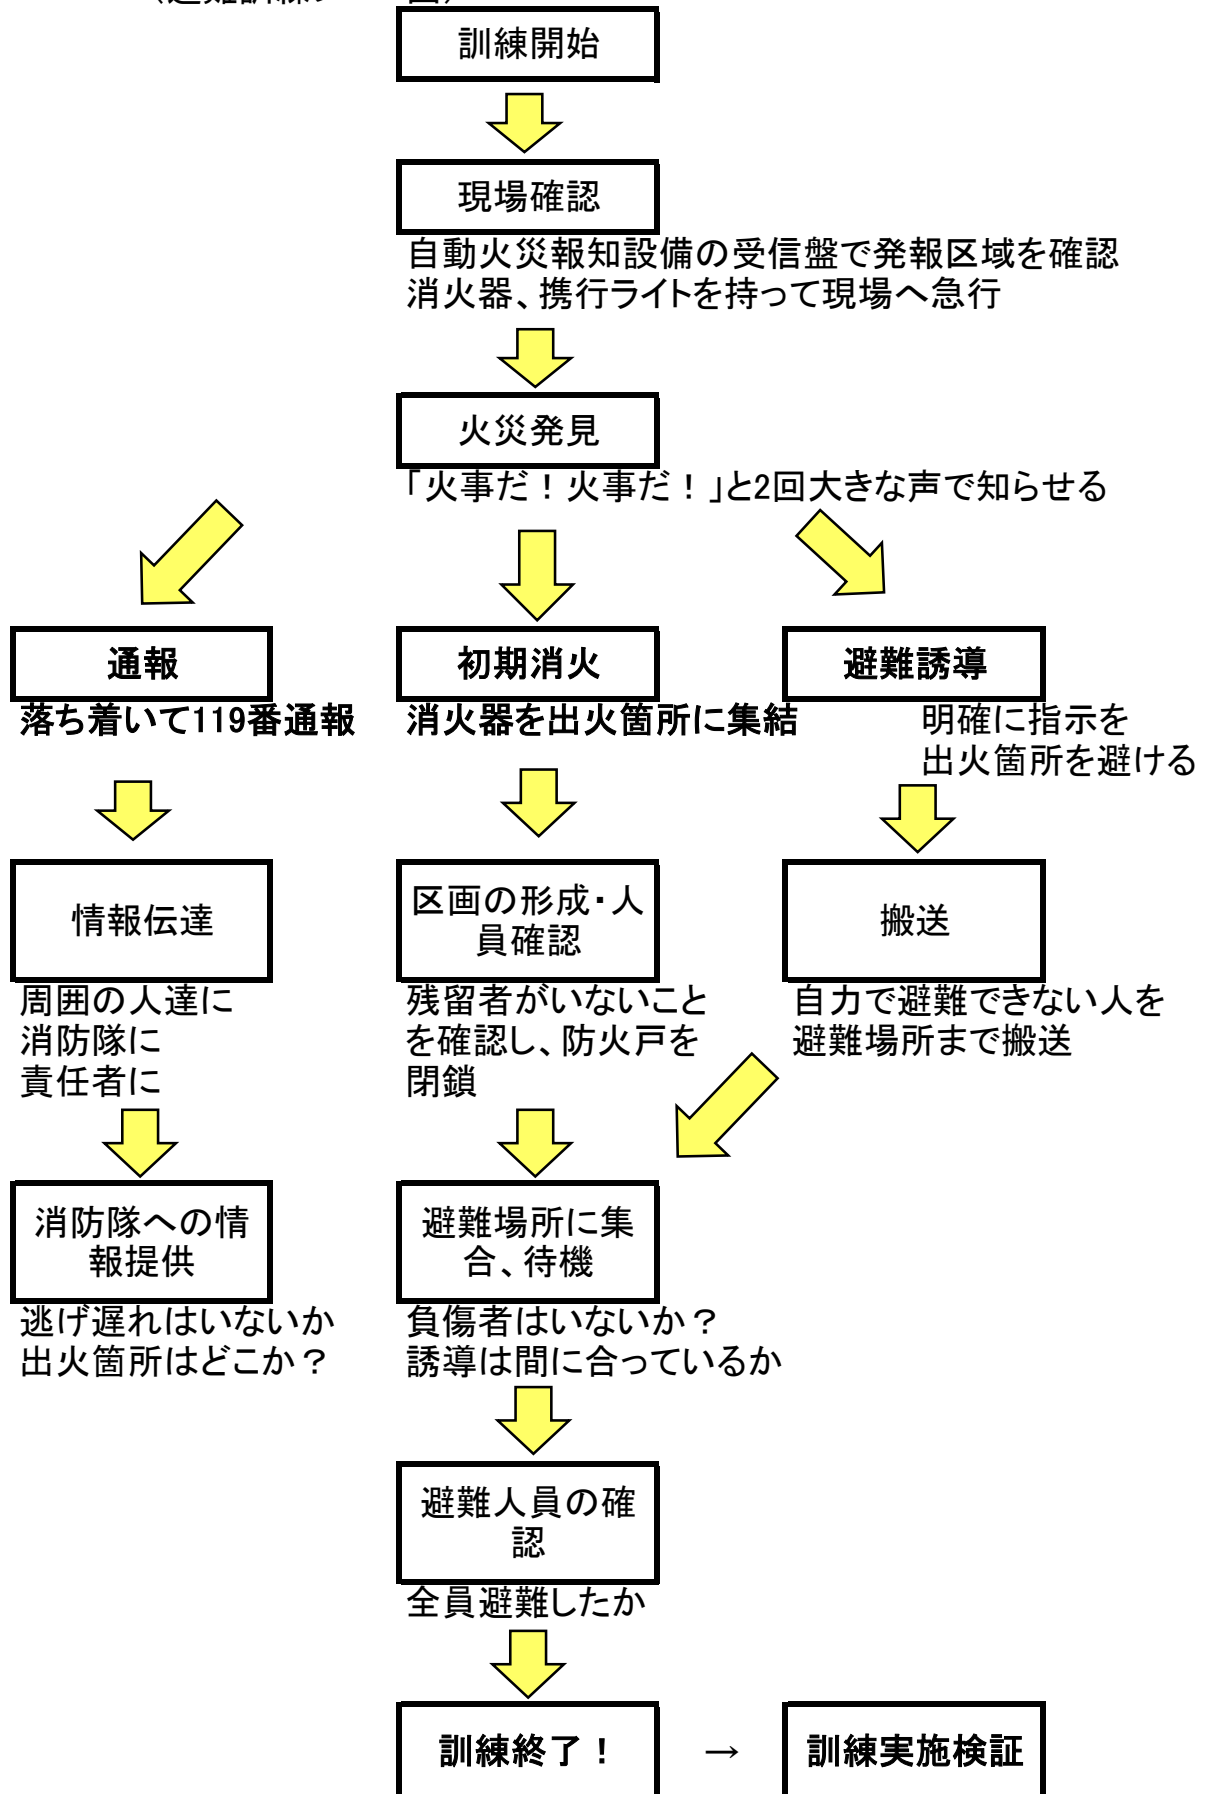 訓練開始
現場確認
自動火災報知設備の受信盤で発報区域を確認
消火器、携行ライトを持って現場へ急行
火災発見
「火事だ！火事だ！」と2回大きな声で知らせる
通報
落ち着いて119番通報
初期消火
消火器を出火箇所に集結
避難誘導
明確に指示を
出火箇所を避ける
情報伝達
周囲の人達に
消防隊に
責任者に
区画の形成・人
員確認
残留者がいないこと
を確認し、防火戸を
閉鎖
搬送
自力で避難できない人を
避難場所まで搬送
消防隊への情
報提供
逃げ遅れはいないか
出火箇所はどこか？
避難場所に集
合、待機
負傷者はいないか？
誘導は間に合っているか
避難人員の確
認
全員避難したか
訓練終了！
→
訓練実施検証